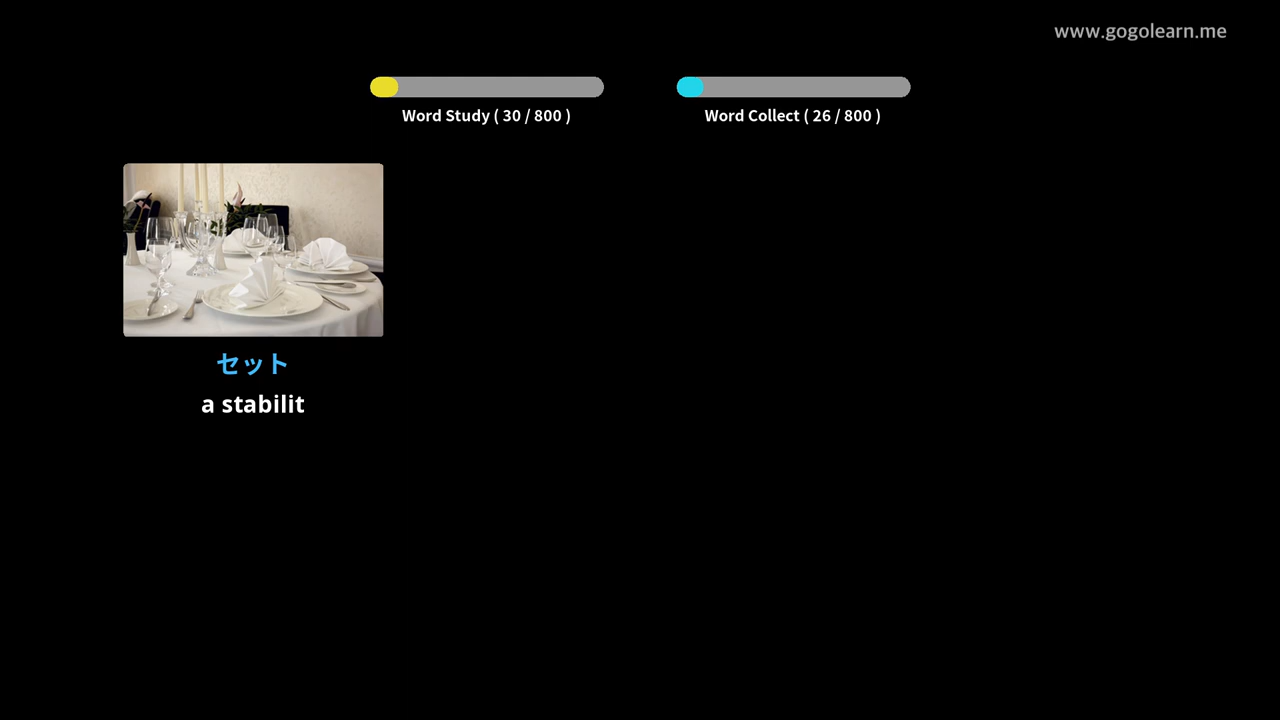 www.gogolearn.me
Word Study ( 30 / 800 )
Word Collect ( 26 / 800 )
セット
a stabilit